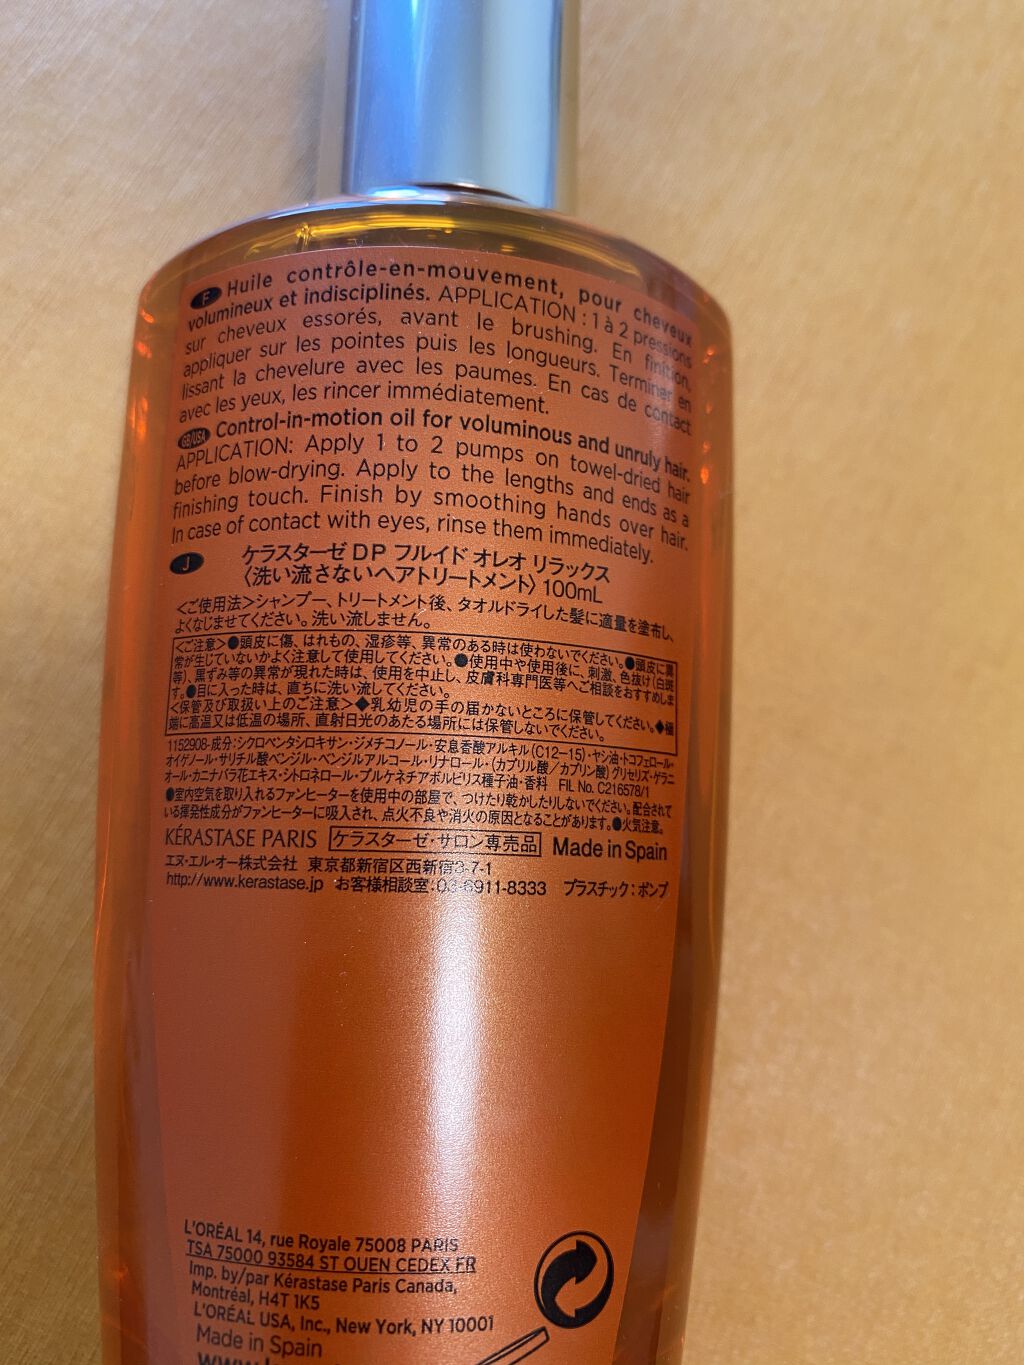 F Huile contrôle-en-mouvement, pour cheveux
volumineux et indisciplinés. APPLICATION : 1 à 2 pressions
sur cheveux essorés, avant le brushing. En finition,
appliquer sur les pointes puis les longueurs. Terminer en
lissant la chevelure avec les paumes. En cas de contact
avec les yeux, les rincer immédiatement.
GB/USA Control-in-motion oil for voluminous and unruly hair.
APPLICATION: Apply 1 to 2 pumps on towel-dried hair
before blow-drying. Apply to the lengths and ends as a
finishing touch. Finish by smoothing hands over hair.
In case of contact with eyes, rinse them immediately.
J ケラスターゼ DP フルイド オレオ リラックス
〈洗い流さないヘアトリートメント〉 100mL
<ご使用法>シャンプー、トリートメント後、タオルドライした髪に適量を塗布し、
よくなじませてください。洗い流しません。
<ご注意>●頭皮に傷、はれもの、湿疹等、異常のある時は使わないでください。●頭皮に異
常が生じていないかよく注意して使用してください。●使用中や使用後に、刺激、色抜け(白斑
等)、黒ずみ等の異常が現れた時は、使用を中止し、皮膚科専門医等へご相談をおすすめしま
す。●目に入った時は、直ちに洗い流してください。
<保管及び取扱い上のご注意>◆乳幼児の手の届かないところに保管してください。◆極
端に高温又は低温の場所、直射日光のあたる場所には保管しないでください。
1152908-成分:シクロペンタシロキサン・ジメチコノール・安息香酸アルキル(C12-15)・ヤシ油・トコフェロール・
オイゲノール・サリチル酸ベンジル・ベンジルアルコール・リナロール・(カプリル酸/カプリン酸)グリセリズ・ゲラニ
オール・カニナバラ花エキス・シトロネロール・プルケネチアボルビリス種子油・香料 FIL No. C216578/1
●室内空気を取り入れるファンヒーターを使用中の部屋で、つけたり乾かしたりしないでください。配合されて
いる揮発性成分がファンヒーターに吸入され、点火不良や消火の原因となることがあります。●火気注意。
KÉRASTASE PARIS ケラスターゼ・サロン専売品 Made in Spain
エヌ・エル・オー株式会社 東京都新宿区西新宿3-7-1
http://www.kerastase.jp お客様相談室:03-6911-8333 プラスチック:ポンプ
L'ORÉAL 14, rue Royale 75008 PARIS
TSA 75000 93584 ST OUEN CEDEX FR
Imp. by/par Kérastase Paris Canada,
Montréal, H4T 1K5
L'ORÉAL USA, Inc., New York, NY 10001
Made in Spain